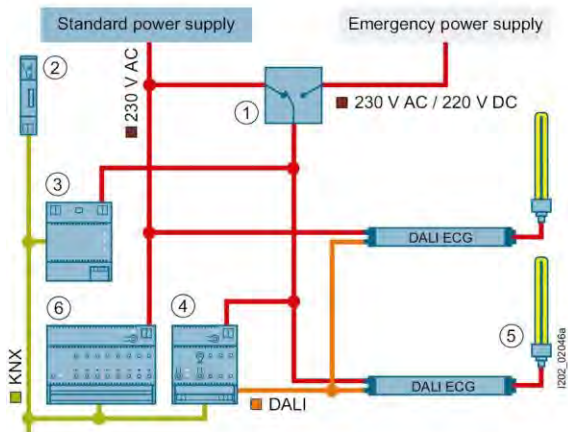 Standard power supply
Emergency power supply
2
230 V AC
1
230 V AC / 220 V DC
3
DALI ECG
6
4
5
KNX
DALI
DALI ECG
I202_02046a